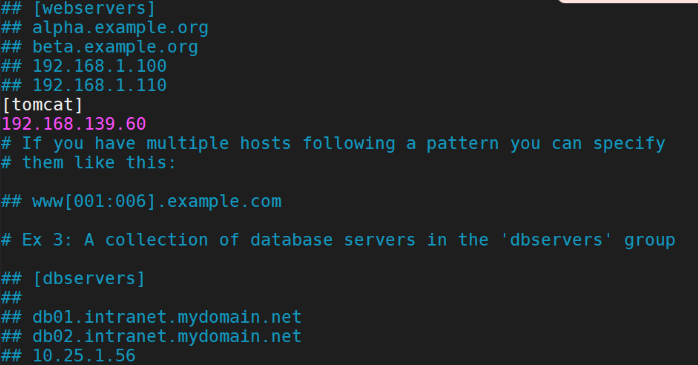 ## [webservers]
## alpha.example.org
## beta.example.org
## 192.168.1.100
## 192.168.1.110
[tomcat]
192.168.139.60
# If you have multiple hosts following a pattern you can specify
# them like this:
## www[001:006].example.com
# Ex 3: A collection of database servers in the 'dbservers' group
## [dbservers]
##
## db01.intranet.mydomain.net
## db02.intranet.mydomain.net
## 10.25.1.56